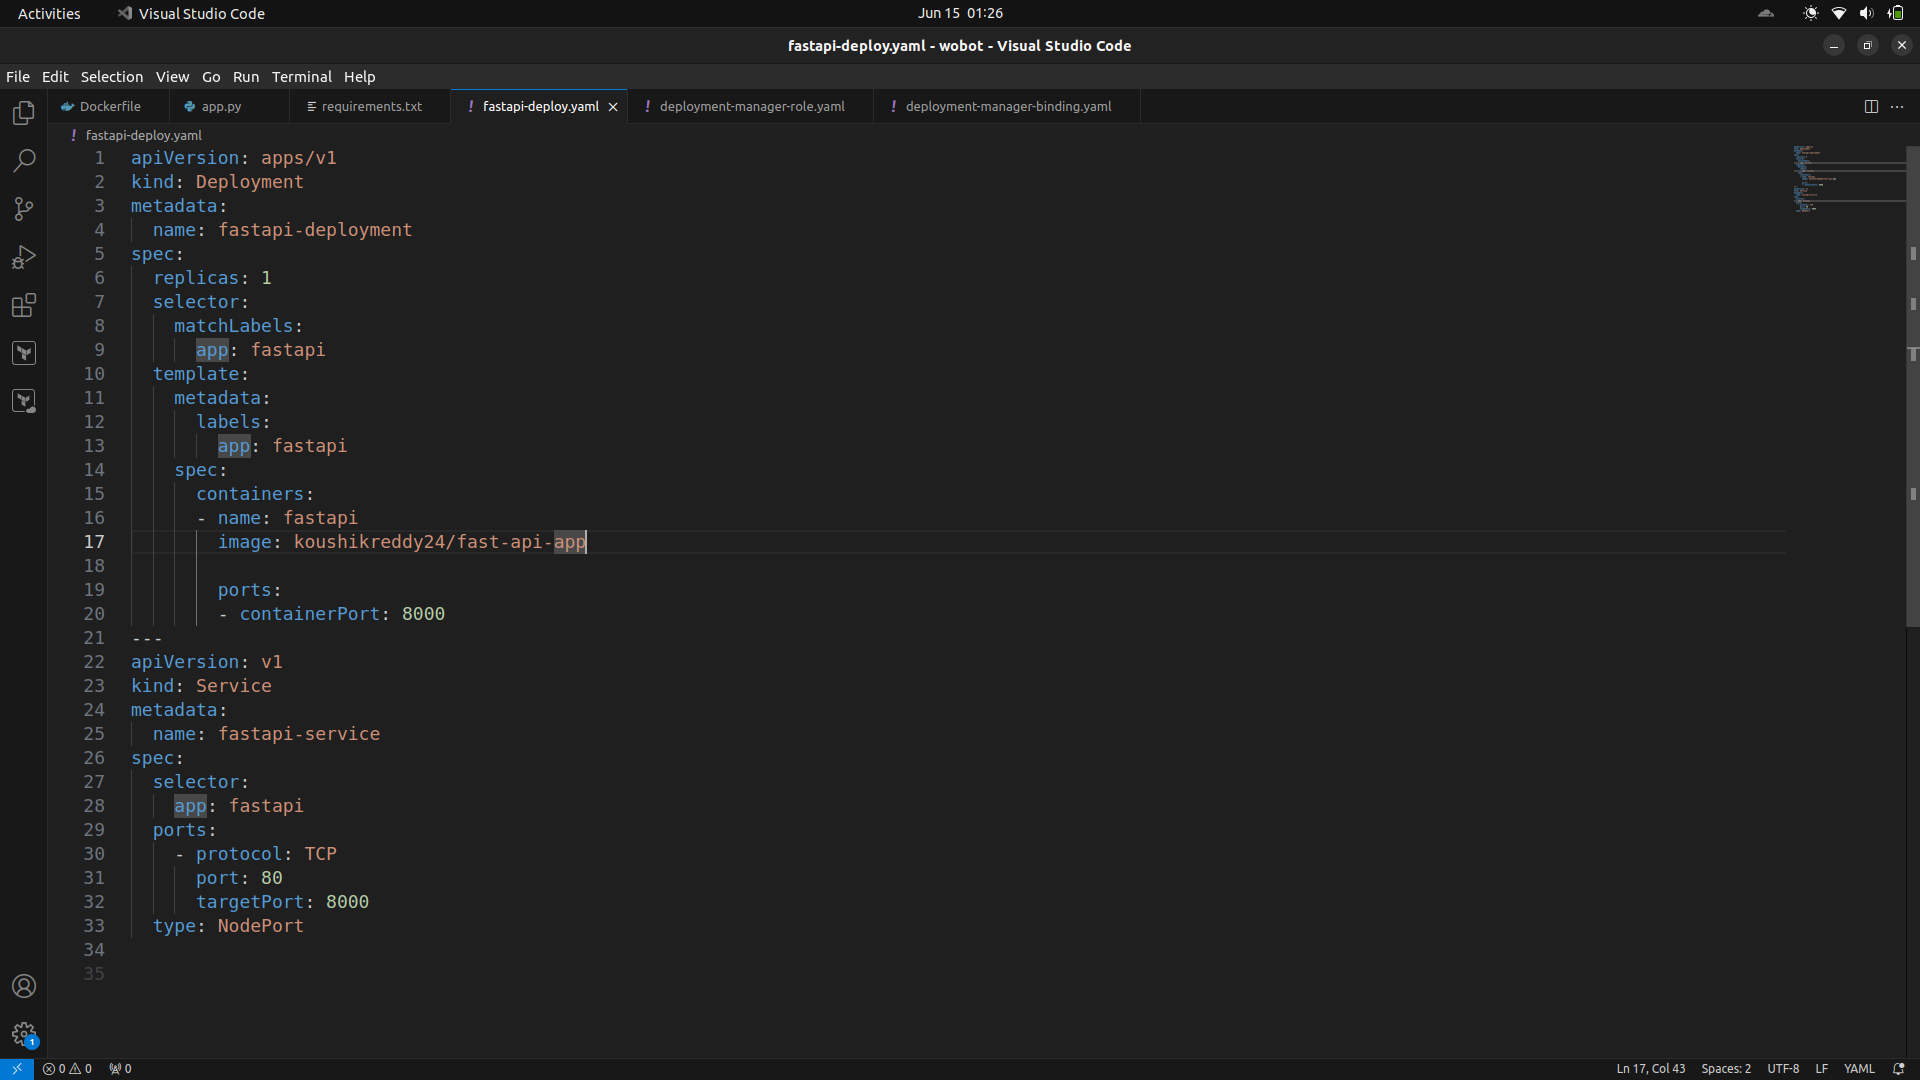 Activities Visual Studio Code Jun 15 01:26
fastapi-deploy.yaml - wobot - Visual Studio Code
File Edit Selection View Go Run Terminal Help
Dockerfile app.py requirements.txt ! fastapi-deploy.yaml ! deployment-manager-role.yaml ! deployment-manager-binding.yaml
! fastapi-deploy.yaml
1 apiVersion: apps/v1
2 kind: Deployment
3 metadata:
4   name: fastapi-deployment
5 spec:
6   replicas: 1
7   selector:
8     matchLabels:
9       app: fastapi
10   template:
11     metadata:
12       labels:
13         app: fastapi
14     spec:
15       containers:
16       - name: fastapi
17         image: koushikreddy24/fast-api-app
18
19         ports:
20         - containerPort: 8000
21 ---
22 apiVersion: v1
23 kind: Service
24 metadata:
25   name: fastapi-service
26 spec:
27   selector:
28     app: fastapi
29   ports:
30     - protocol: TCP
31       port: 80
32       targetPort: 8000
33   type: NodePort
34
35
1
0 0 0 Ln 17, Col 43 Spaces: 2 UTF-8 LF YAML